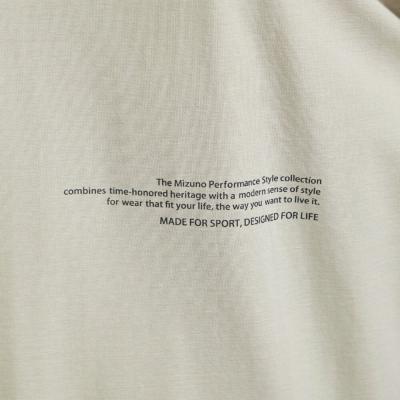 The Mizuno Performance Style collection
combines time-honored heritage with a modern sense of style
for wear that fit your life, the way you want to live it.
MADE FOR SPORT, DESIGNED FOR LIFE